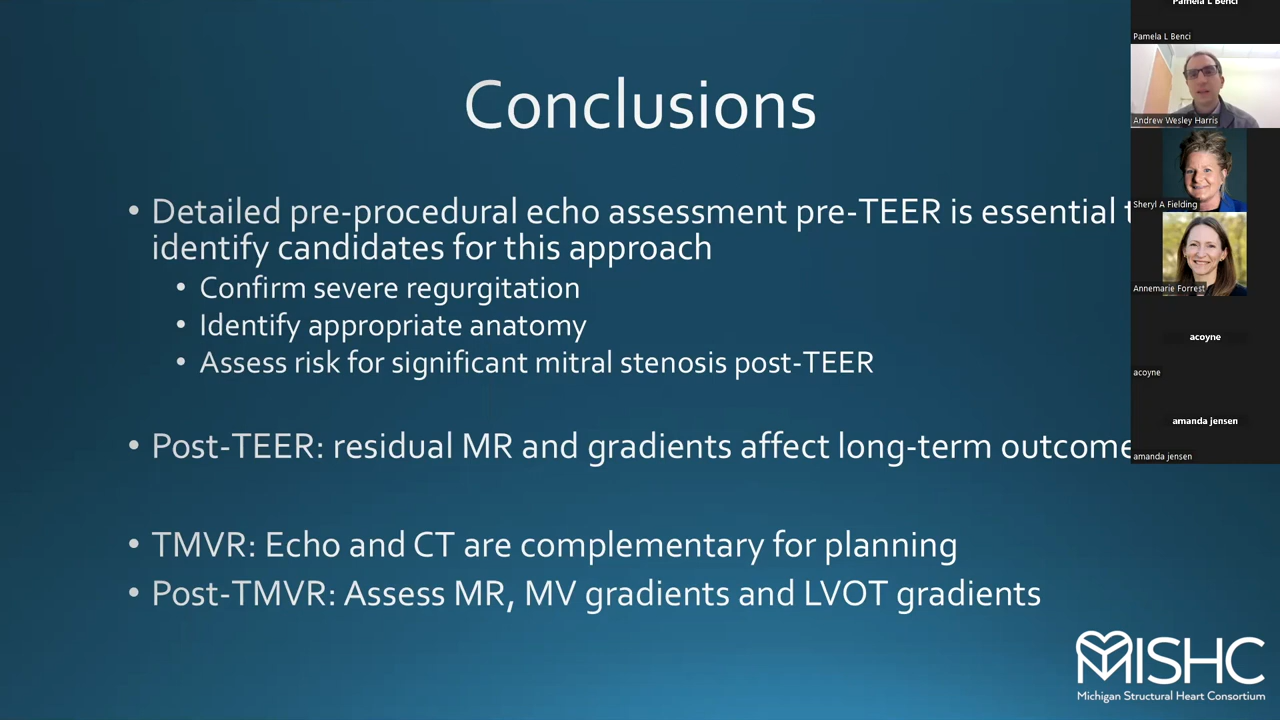 Conclusions
• Detailed pre-procedural echo assessment pre-TEER is essential
identify candidates for this approach
• Confirm severe regurgitation
• Identify appropriate anatomy
• Assess risk for significant mitral stenosis post-TEER
• Post-TEER: residual MR and gradients affect long-term outcome
• TMVR: Echo and CT are complementary for planning
• Post-TMVR: Assess MR, MV gradients and LVOT gradients
Pamela L Benci
Pamela L Benci
Andrew Wesley Harris
Sheryl A Fielding
Annemarie Forrest
acoyne
acoyne
amanda jensen
amanda jensen
MISHC
Michigan Structural Heart Consortium